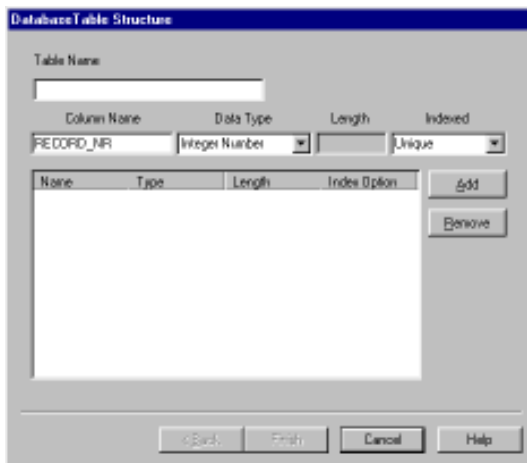 DatabaseTable Structure
Table Name
Column Name Data Type Length Indexed
RECORD_NR Integer Number Unique
Name Type Length Index Option
Add
Remove
< Back Finish Cancel Help